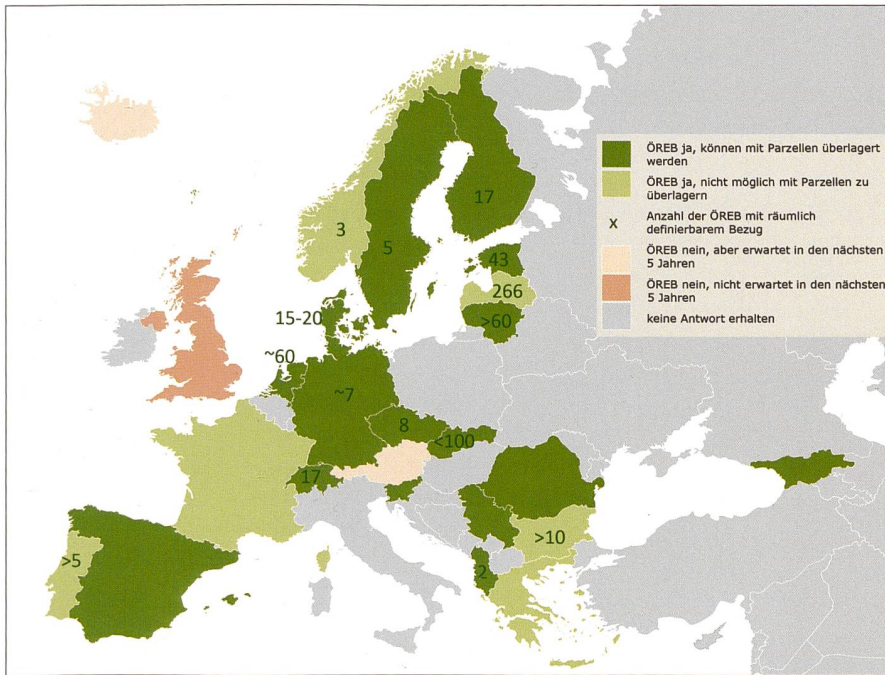 ÖREB ja, können mit Parzellen überlagert
werden
ÖREB ja, nicht möglich mit Parzellen zu
überlagern
X Anzahl der ÖREB mit räumlich
definierbarem Bezug
ÖREB nein, aber erwartet in den nächsten
5 Jahren
ÖREB nein, nicht erwartet in den nächsten
5 Jahren
keine Antwort erhalten
17
3
5
43
266
15-20
>60
~60
~7
8
<100
17
>10
>5
2